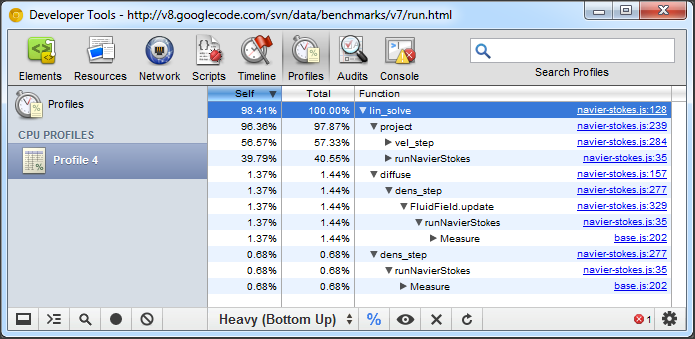 Developer Tools - http://v8.googlecode.com/svn/data/benchmarks/v7/run.html
Elements Resources Network Scripts Timeline Profiles Audits Console Search Profiles
Profiles
CPU PROFILES
Profile 4
Self Total Function
98.41% 100.00% lin_solve navier-stokes.js:128
96.36% 97.87% project navier-stokes.js:239
56.57% 57.33% vel_step navier-stokes.js:284
39.79% 40.55% runNavierStokes navier-stokes.js:35
1.37% 1.44% diffuse navier-stokes.js:157
1.37% 1.44% dens_step navier-stokes.js:277
1.37% 1.44% FluidField.update navier-stokes.js:329
1.37% 1.44% runNavierStokes navier-stokes.js:35
1.37% 1.44% Measure base.js:202
0.68% 0.68% dens_step navier-stokes.js:277
0.68% 0.68% runNavierStokes navier-stokes.js:35
0.68% 0.68% Measure base.js:202
Heavy (Bottom Up) % 1